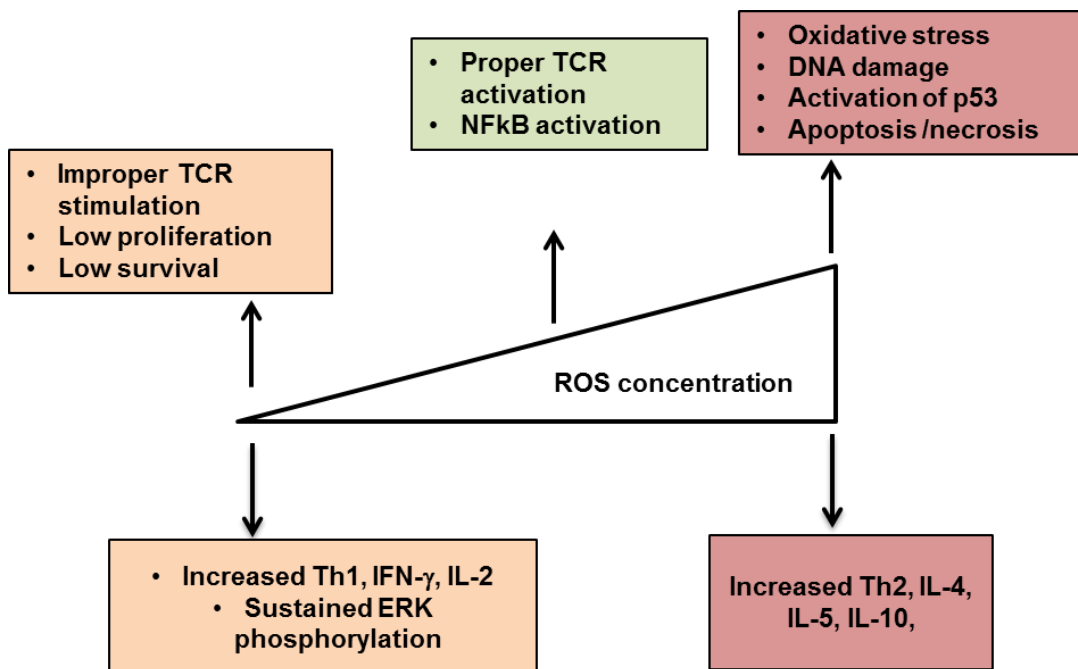 • Improper TCR
stimulation
• Low proliferation
• Low survival
• Proper TCR
activation
• NFkB activation
• Oxidative stress
• DNA damage
• Activation of p53
• Apoptosis /necrosis
ROS concentration
• Increased Th1, IFN-γ, IL-2
• Sustained ERK
phosphorylation
Increased Th2, IL-4,
IL-5, IL-10,